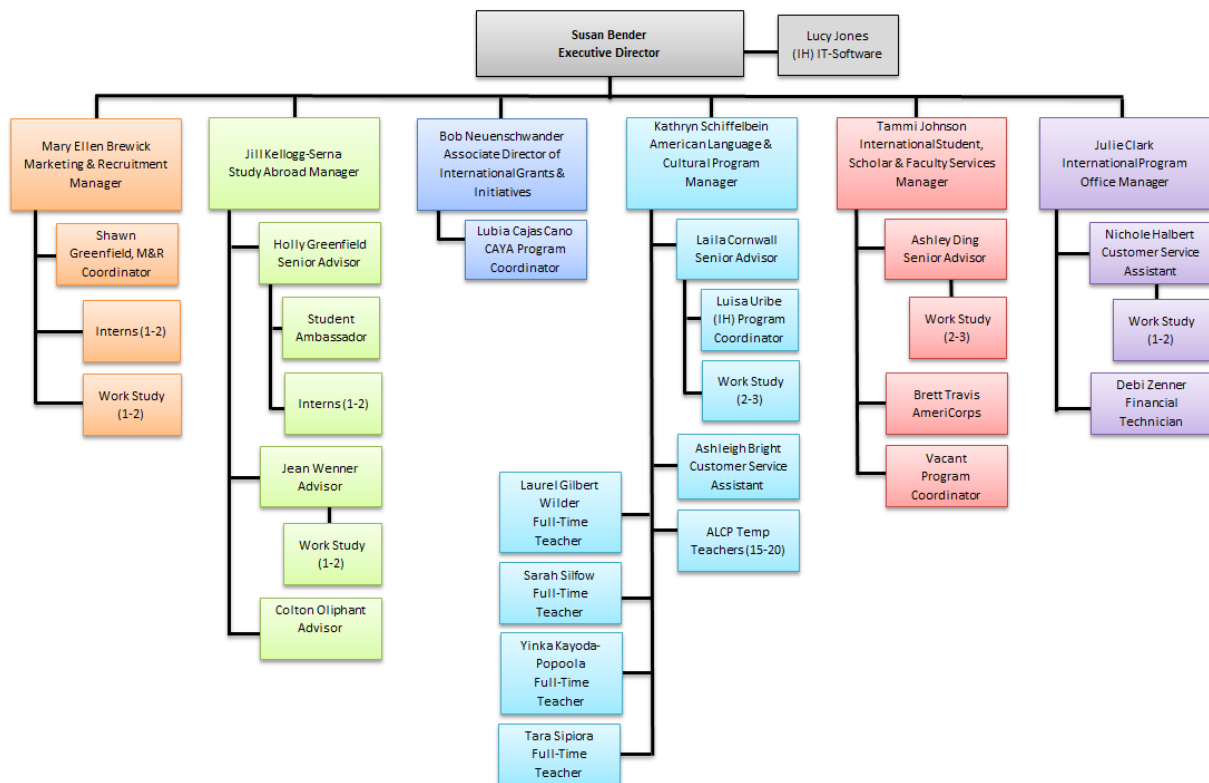 Susan Bender
Executive Director
Lucy Jones
(IH) IT-Software
Mary Ellen Brewick
Marketing & Recruitment
Manager
Shawn
Greenfield, M&R
Coordinator
Interns (1-2)
Work Study
(1-2)
Jill Kellogg-Serna
Study Abroad Manager
Holly Greenfield
Senior Advisor
Student
Ambassador
Interns (1-2)
Jean Wenner
Advisor
Work Study
(1-2)
Colton Oliphant
Advisor
Bob Neuenschwander
Associate Director of
International Grants &
Initiatives
Lubia Cajas Cano
CAYA Program
Coordinator
Kathryn Schiffelbein
American Language &
Cultural Program
Manager
Laila Cornwall
Senior Advisor
Luisa Uribe
(IH) Program
Coordinator
Work Study
(2-3)
Ashleigh Bright
Customer Service
Assistant
ALCP Temp
Teachers (15-20)
Laurel Gilbert
Wilder
Full-Time
Teacher
Sarah Silfow
Full-Time
Teacher
Yinka Kayoda-
Popoola
Full-Time
Teacher
Tara Sipiora
Full-Time
Teacher
Tammi Johnson
International Student,
Scholar & Faculty Services
Manager
Ashley Ding
Senior Advisor
Work Study
(2-3)
Brett Travis
AmeriCorps
Vacant
Program
Coordinator
Julie Clark
International Program
Office Manager
Nichole Halbert
Customer Service
Assistant
Work Study
(1-2)
Debi Zenner
Financial
Technician